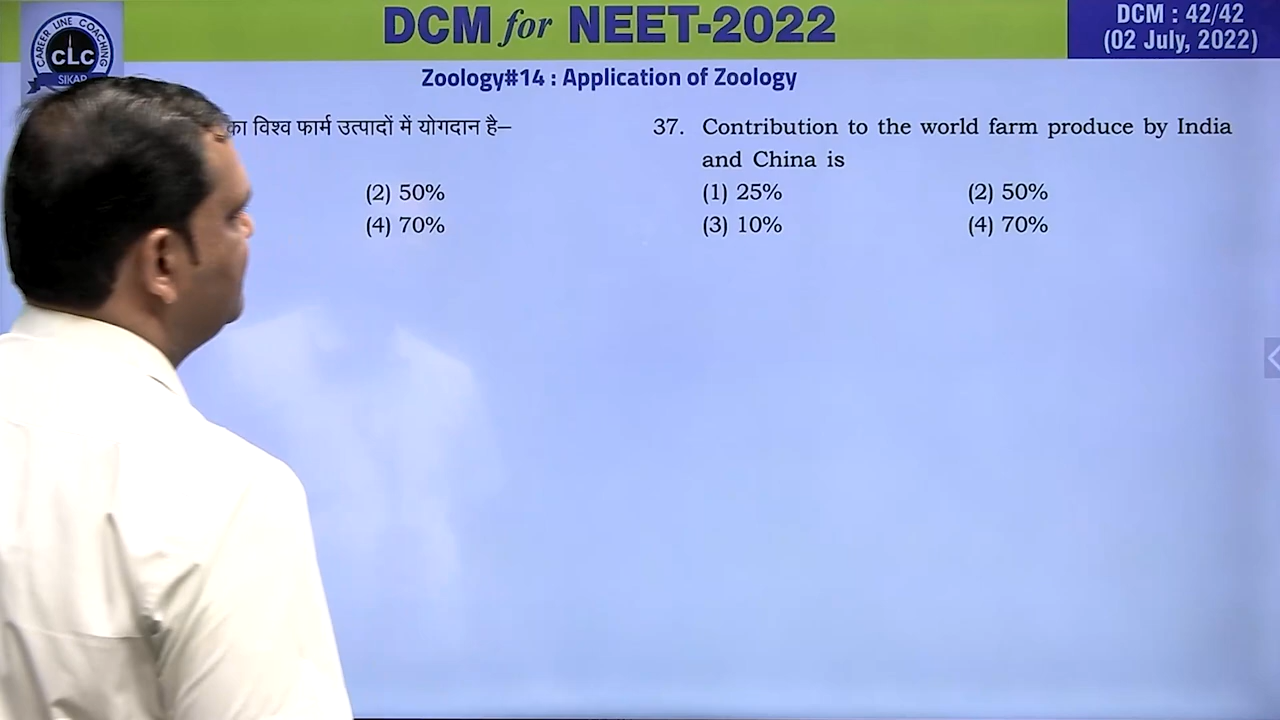 DCM for NEET-2022
DCM : 42/42
(02 July, 2022)
CAREER LINE COACHING
CLC
SIKAR
Zoology#14 : Application of Zoology
का विश्व फार्म उत्पादों में योगदान है–
(2) 50%
(4) 70%
37. Contribution to the world farm produce by India
and China is
(1) 25% (2) 50%
(3) 10% (4) 70%